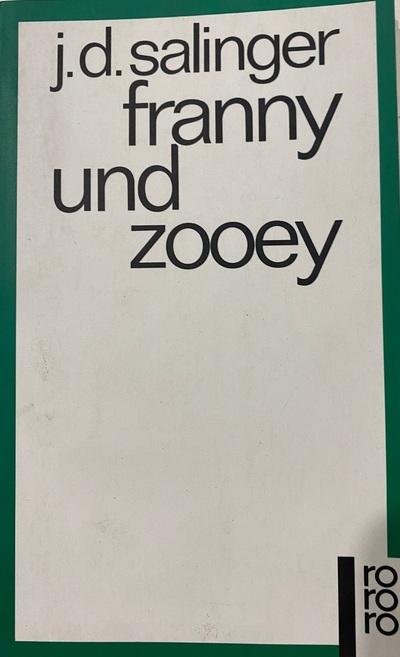 j.d. salinger
franny
und
zooey
ro
ro
ro